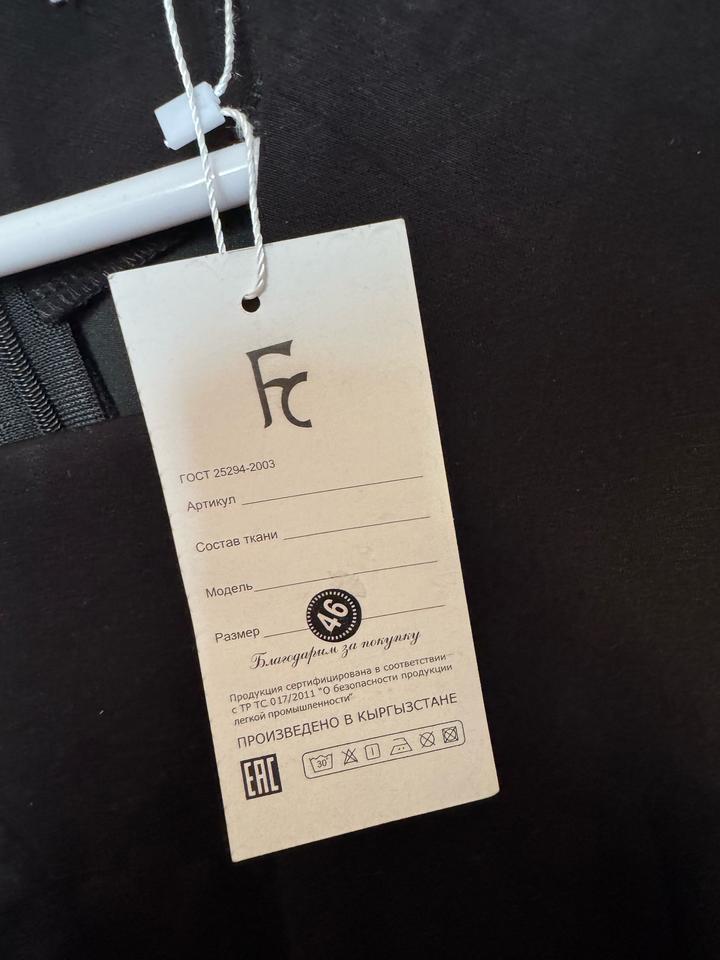 FC
ГОСТ 25294-2003
Артикул
Состав ткани
Модель
46
Размер
Благодарим за покупку
Продукция сертифицирована в соответствии
с ТР ТС 017/2011 "О безопасности продукции
легкой промышленности"
ПРОИЗВЕДЕНО В КЫРГЫЗСТАНЕ
EAC 30°